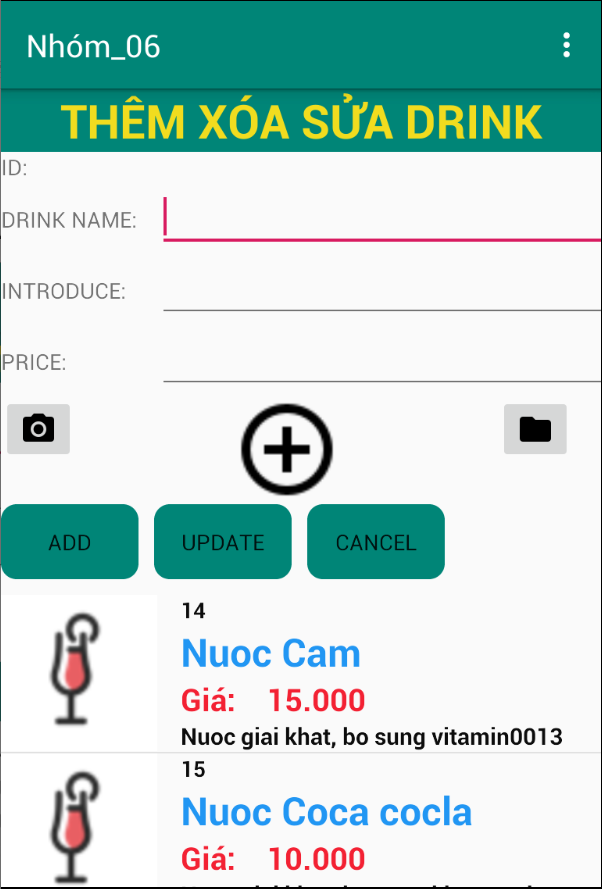 Nhóm_06
THÊM XÓA SỬA DRINK
ID:
DRINK NAME:
INTRODUCE:
PRICE:
ADD UPDATE CANCEL
14
Nuoc Cam
Giá: 15.000
Nuoc giai khat, bo sung vitamin0013
15
Nuoc Coca cocla
Giá: 10.000